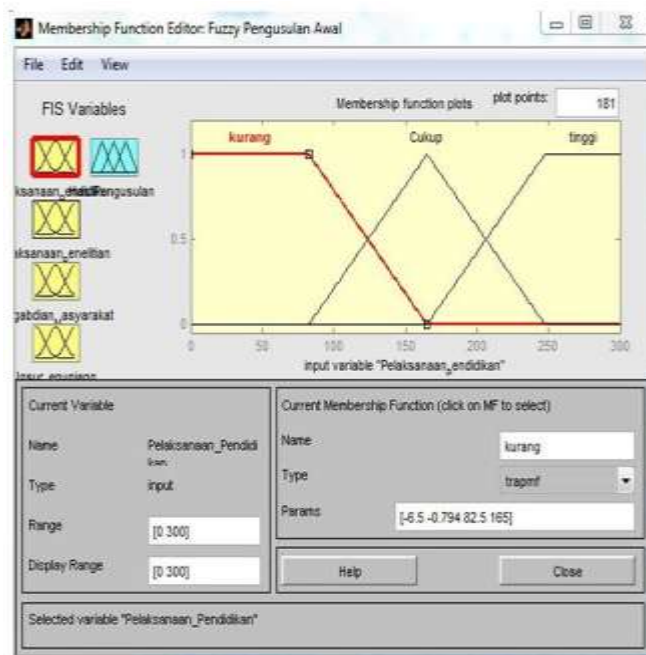 Membership Function Editor: Fuzzy Pengusulan Awal
File Edit View
FIS Variables
Membership function plots
plot points:
181
kurang
Cukup
tinggi
1
0.5
0
0 50 100 150 200 250 300
input variable "Pelaksanaan_pendidikan"
gabdian_asyarakat
Current Variable
Name Pelaksanaan_Pendidi
Type input
Range [0 300]
Display Range [0 300]
Current Membership Function (click on MF to select)
Name kurang
Type trapmf
Params [-6.5 -0.794 82.5 165]
Help Close
Selected variable "Pelaksanaan_Pendidikan"